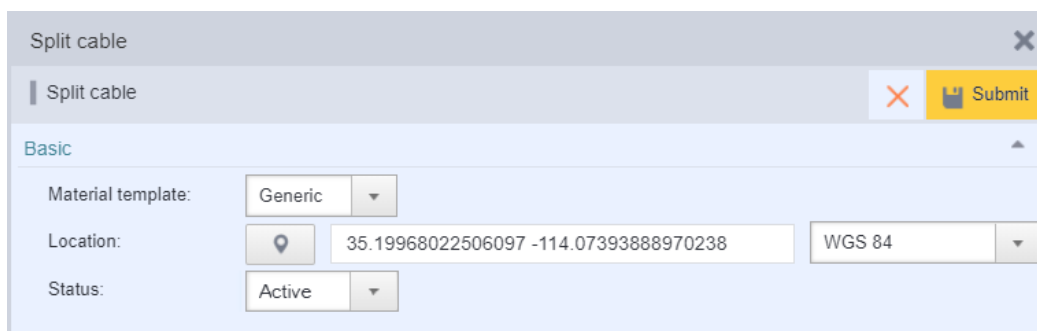 Split cable
Split cable Submit
Basic
Material template: Generic
Location: 35.19968022506097 -114.07393888970238 WGS 84
Status: Active